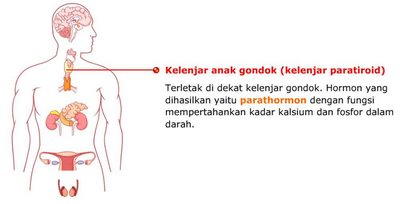 Kelenjar anak gondok (kelenjar paratiroid)
Terletak di dekat kelenjar gondok. Hormon yang
dihasilkan yaitu parathormon dengan fungsi
mempertahankan kadar kalsium dan fosfor dalam
darah.